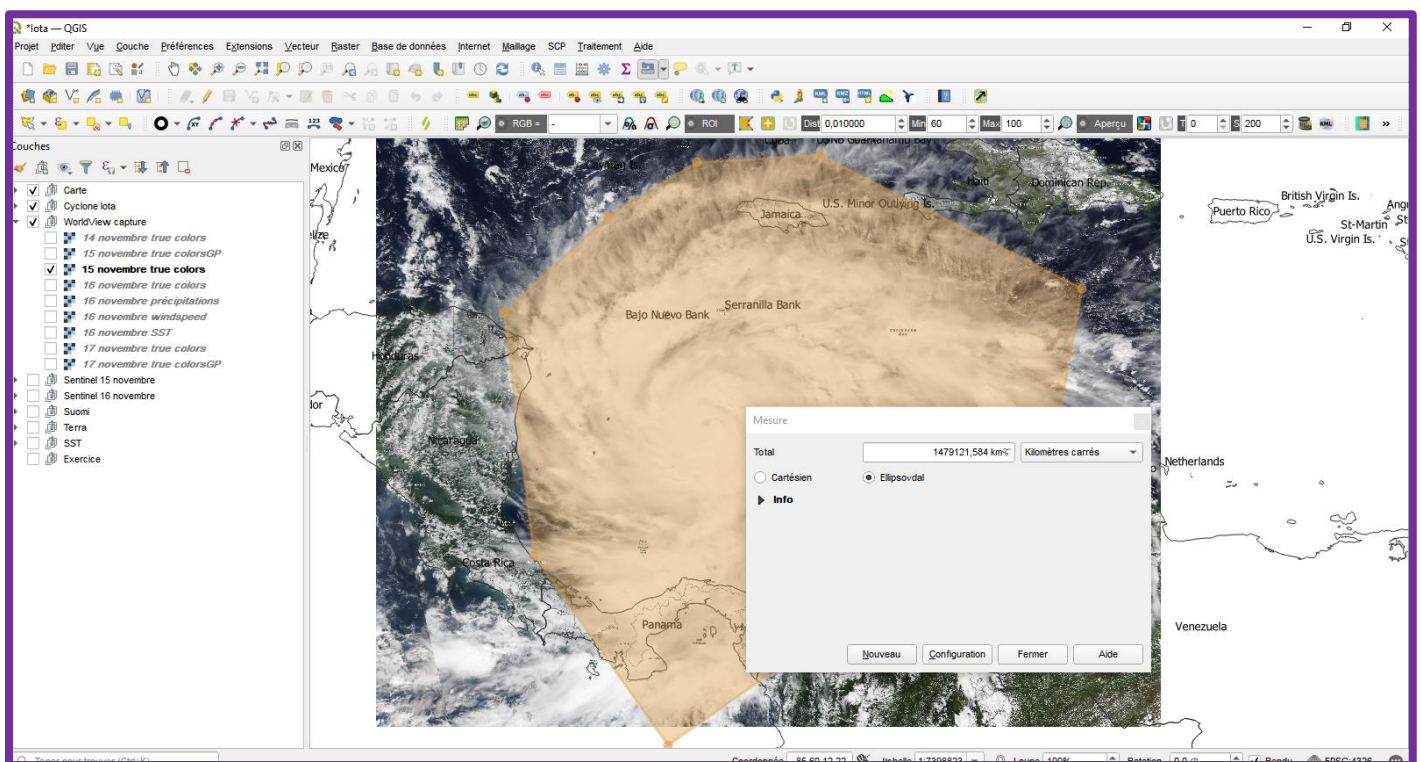 *Iota — QGIS
Projet Pditer Vue Couche Préférences Extensions Vecteur Raster Base de données Internet Maillage SCP Traitement Aide
RGB = - ROI Dist 0,010000 Min 60 Max 100 Aperçu T 0 S 200 »
Couches
Carte
Cyclone Iota
WorldView capture
14 novembre true colors
15 novembre true colorsGP
15 novembre true colors
16 novembre true colors
16 novembre précipitations
16 novembre windspeed
16 novembre SST
17 novembre true colors
17 novembre true colorsGP
Sentinel 15 novembre
Sentinel 16 novembre
Suomi
Terra
SST
Exercice
Mexico
Cayman Is.
Cuba
USNB Guantanamo Bay
Haiti
Dominican Rep.
U.S. Minor Outlying Is.
Jamaica
Puerto Rico
British Virgin Is.
St-Martin
U.S. Virgin Is.
Serranilla Bank
Bajo Nuevo Bank
Honduras
Nicaragua
Costa Rica
Panamá
Netherlands
Venezuela
Mesure
Total 1479121,584 Kilomètres carrés
Cartésien Ellipsovdal
Info
Nouveau Configuration Fermer Aide